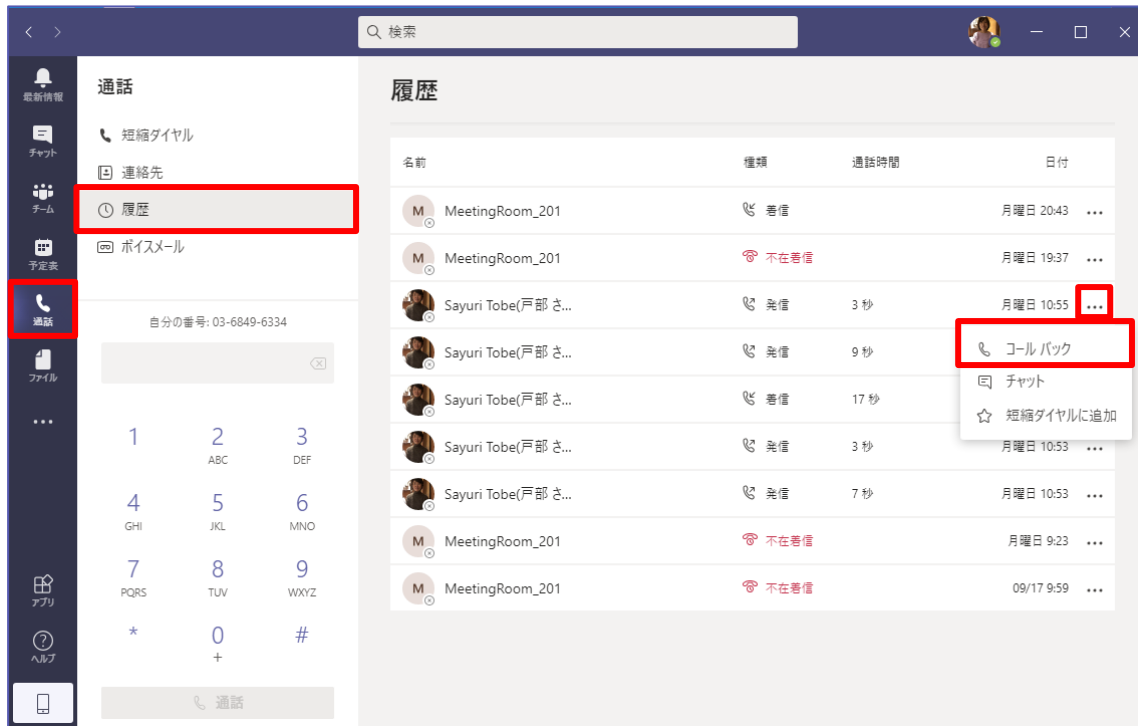 検索
最新情報
チャット
チーム
予定表
通話
ファイル
アプリ
ヘルプ
通話
短縮ダイヤル
連絡先
履歴
ボイスメール
自分の番号: 03-6849-6334
1 2 3
ABC DEF
4 5 6
GHI JKL MNO
7 8 9
PQRS TUV WXYZ
* 0 #
+
通話
履歴
名前 種類 通話時間 日付
M MeetingRoom_201 着信 月曜日 20:43 ...
M MeetingRoom_201 不在着信 月曜日 19:37 ...
Sayuri Tobe(戸部 さ... 発信 3 秒 月曜日 10:55 ...
Sayuri Tobe(戸部 さ... 発信 9 秒
Sayuri Tobe(戸部 さ... 着信 17 秒
Sayuri Tobe(戸部 さ... 発信 3 秒 月曜日 10:53 ...
Sayuri Tobe(戸部 さ... 発信 7 秒 月曜日 10:53 ...
M MeetingRoom_201 不在着信 月曜日 9:23 ...
M MeetingRoom_201 不在着信 09/17 9:59 ...
コール バック
チャット
短縮ダイヤルに追加